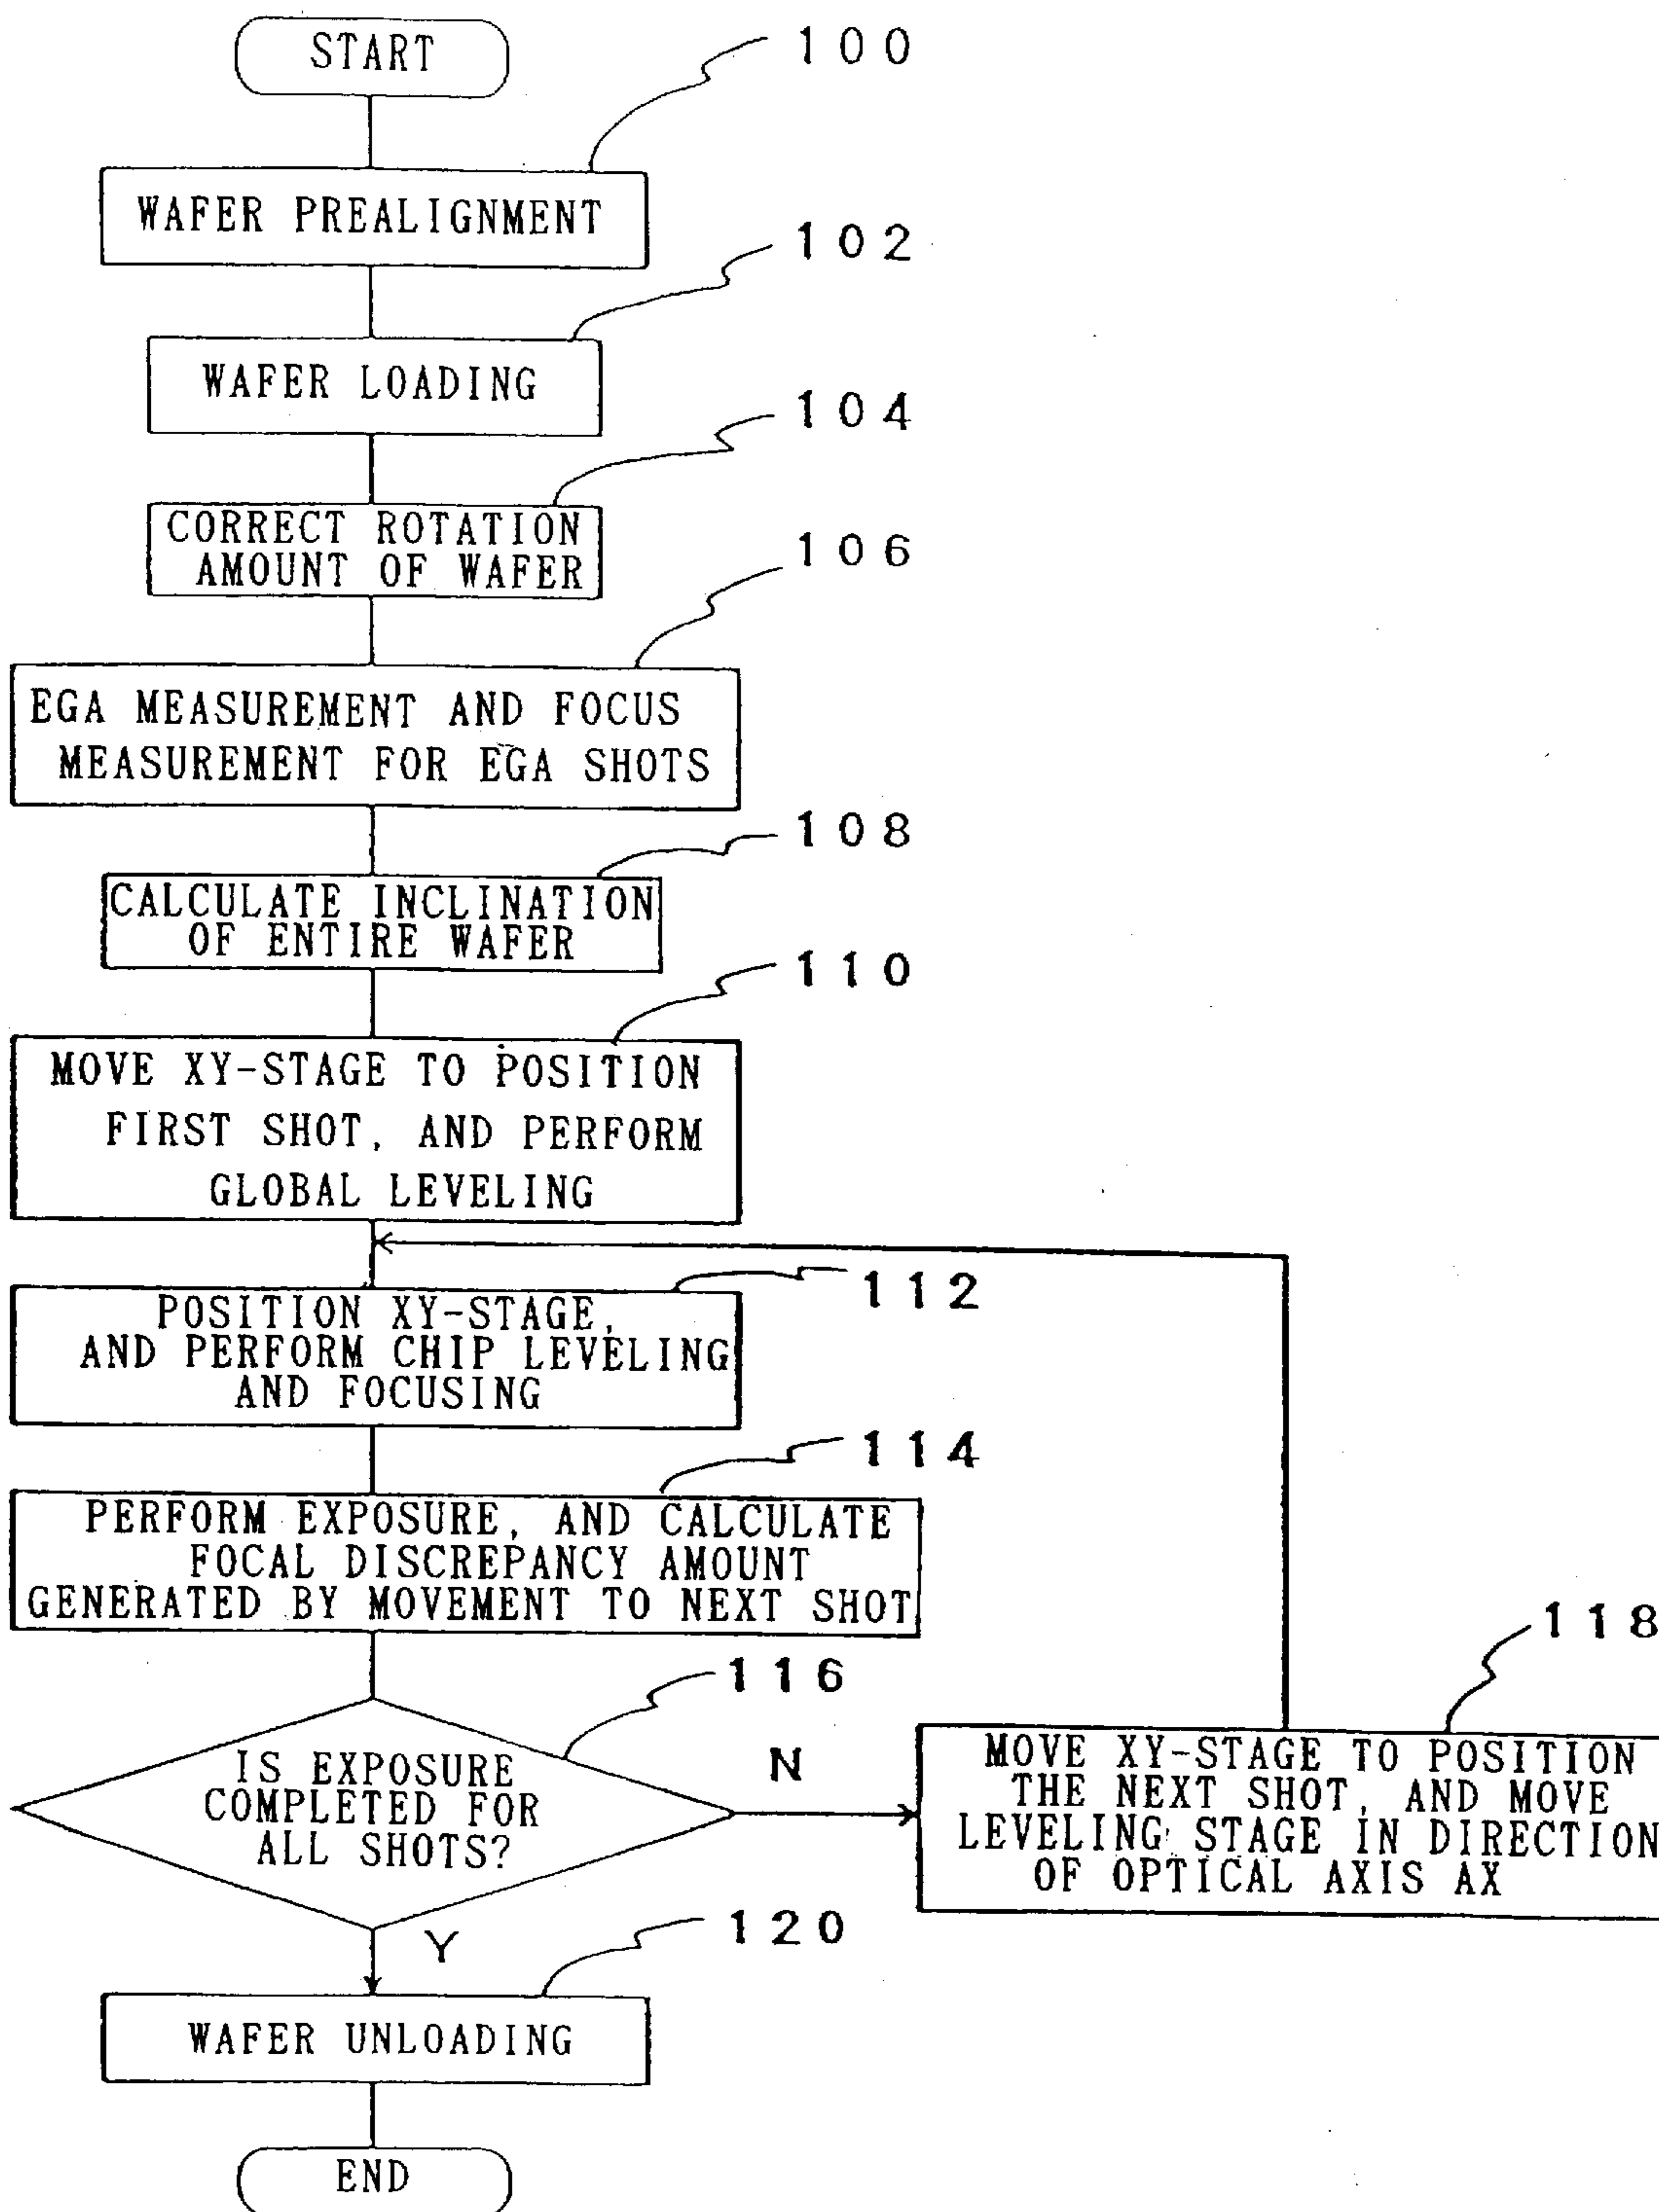 START
100
WAFER PREALIGNMENT
102
WAFER LOADING
104
CORRECT ROTATION
AMOUNT OF WAFER
106
EGA MEASUREMENT AND FOCUS
MEASUREMENT FOR EGA SHOTS
108
CALCULATE INCLINATION
OF ENTIRE WAFER
110
MOVE XY-STAGE TO POSITION
FIRST SHOT, AND PERFORM
GLOBAL LEVELING
112
POSITION XY-STAGE,
AND PERFORM CHIP LEVELING
AND FOCUSING
114
PERFORM EXPOSURE, AND CALCULATE
FOCAL DISCREPANCY AMOUNT
GENERATED BY MOVEMENT TO NEXT SHOT
116
IS EXPOSURE
COMPLETED FOR
ALL SHOTS?
N
118
MOVE XY-STAGE TO POSITION
THE NEXT SHOT, AND MOVE
LEVELING STAGE IN DIRECTION
OF OPTICAL AXIS AX
Y
120
WAFER UNLOADING
END